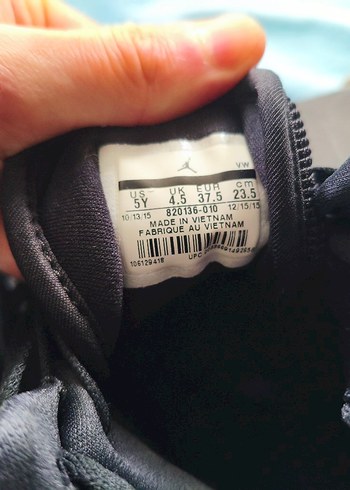 VW
US UK EUR cm
5Y 4.5 37.5 23.5
10/13/15 820136-010 12/15/15
MADE IN VIETNAM
FABRIQUE AU VIETNAM
UPC